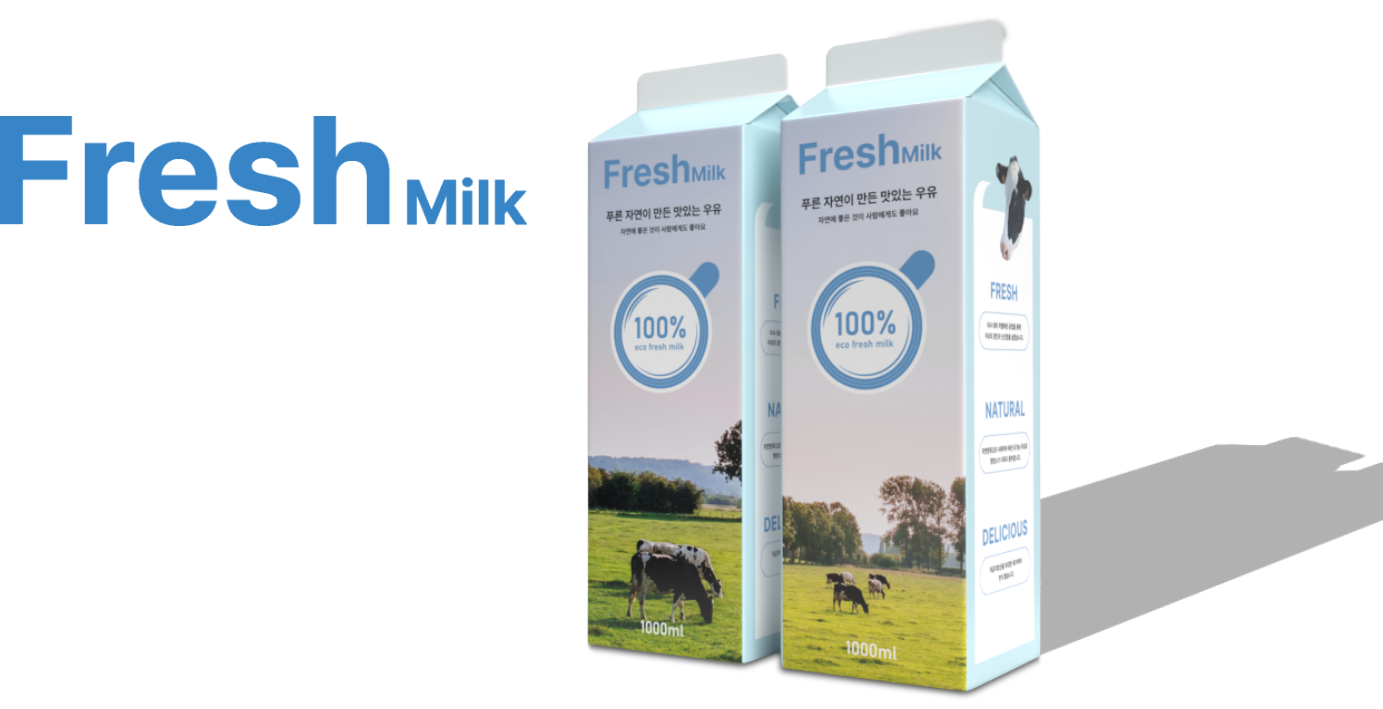 Fresh Milk
Fresh Milk
푸른 자연이 만든 맛있는 우유
자연에 좋은 것이 사람에게도 좋아요
100%
eco fresh milk
1000ml
F
NA
DEL
Fresh Milk
푸른 자연이 만든 맛있는 우유
자연에 좋은 것이 사람에게도 좋아요
100%
eco fresh milk
1000ml
FRESH
NATURAL
DELICIOUS